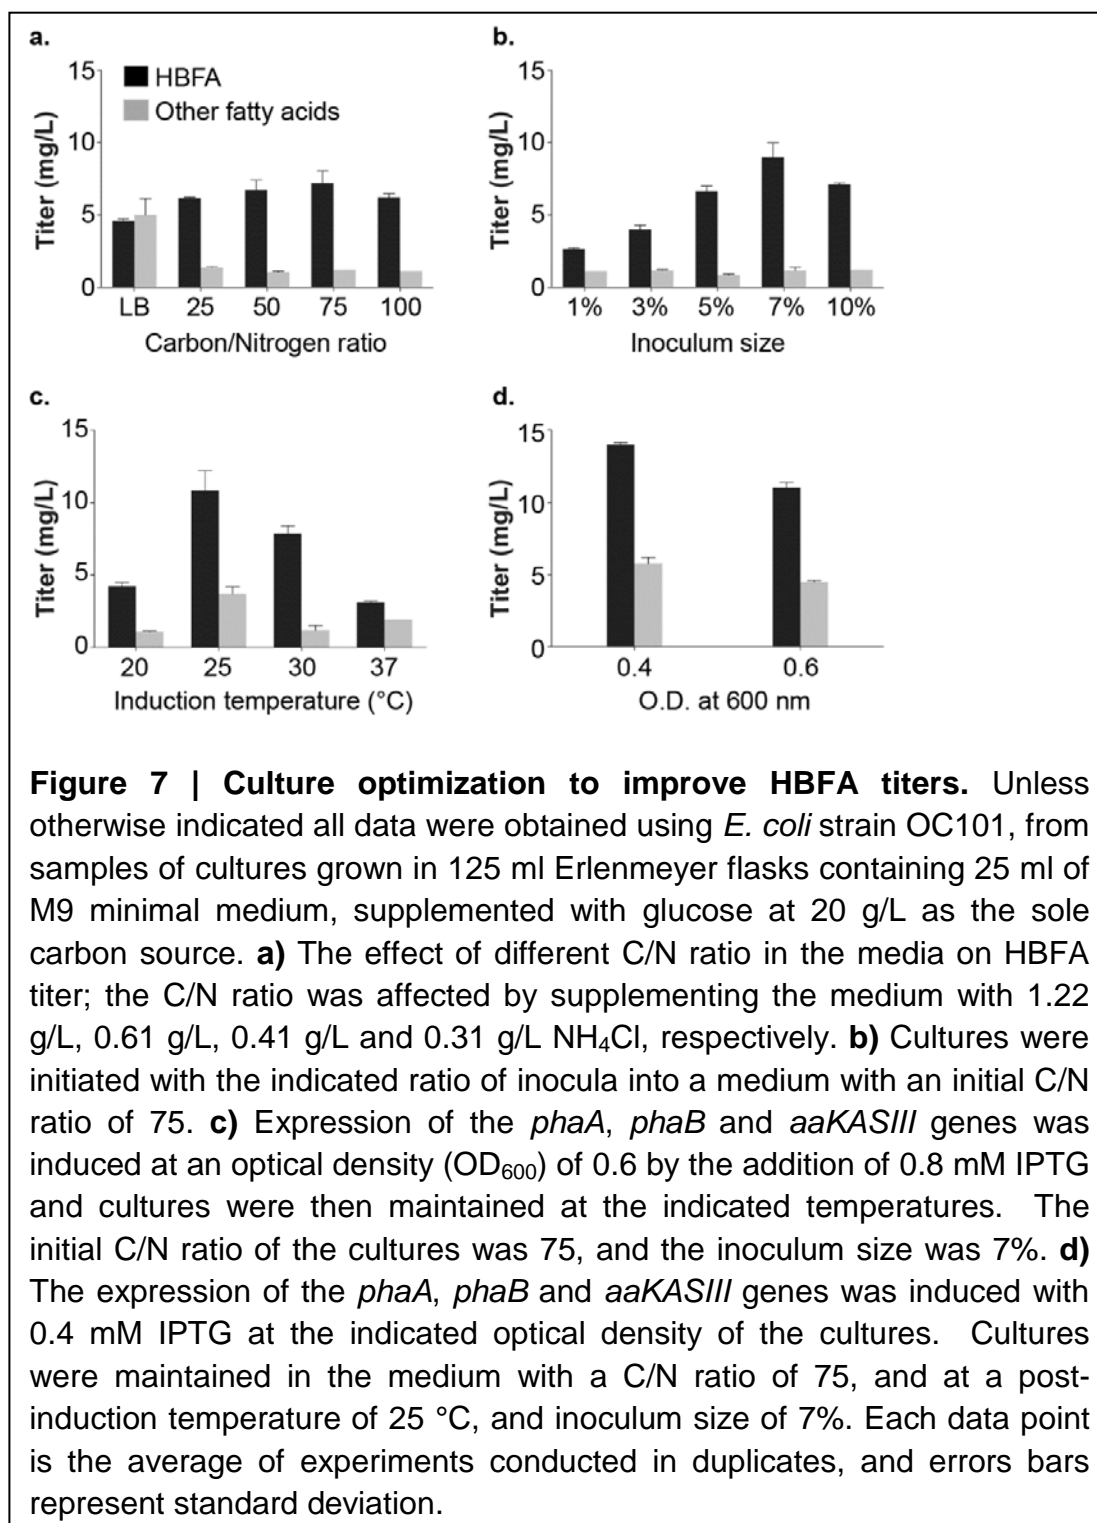 a.
15
10
5
0
Titer (mg/L)
HBFA
Other fatty acids
LB 25 50 75 100
Carbon/Nitrogen ratio
b.
15
10
5
0
Titer (mg/L)
1% 3% 5% 7% 10%
Inoculum size
c.
15
10
5
0
Titer (mg/L)
20 25 30 37
Induction temperature (°C)
d.
15
10
5
0
Titer (mg/L)
0.4 0.6
O.D. at 600 nm
Figure 7 | Culture optimization to improve HBFA titers. Unless
otherwise indicated all data were obtained using E. coli strain OC101, from
samples of cultures grown in 125 ml Erlenmeyer flasks containing 25 ml of
M9 minimal medium, supplemented with glucose at 20 g/L as the sole
carbon source. a) The effect of different C/N ratio in the media on HBFA
titer; the C/N ratio was affected by supplementing the medium with 1.22
g/L, 0.61 g/L, 0.41 g/L and 0.31 g/L NH₄Cl, respectively. b) Cultures were
initiated with the indicated ratio of inocula into a medium with an initial C/N
ratio of 75. c) Expression of the phaA, phaB and aaKASIII genes was
induced at an optical density (OD₆₀₀) of 0.6 by the addition of 0.8 mM IPTG
and cultures were then maintained at the indicated temperatures. The
initial C/N ratio of the cultures was 75, and the inoculum size was 7%. d)
The expression of the phaA, phaB and aaKASIII genes was induced with
0.4 mM IPTG at the indicated optical density of the cultures. Cultures
were maintained in the medium with a C/N ratio of 75, and at a post-
induction temperature of 25 °C, and inoculum size of 7%. Each data point
is the average of experiments conducted in duplicates, and errors bars
represent standard deviation.